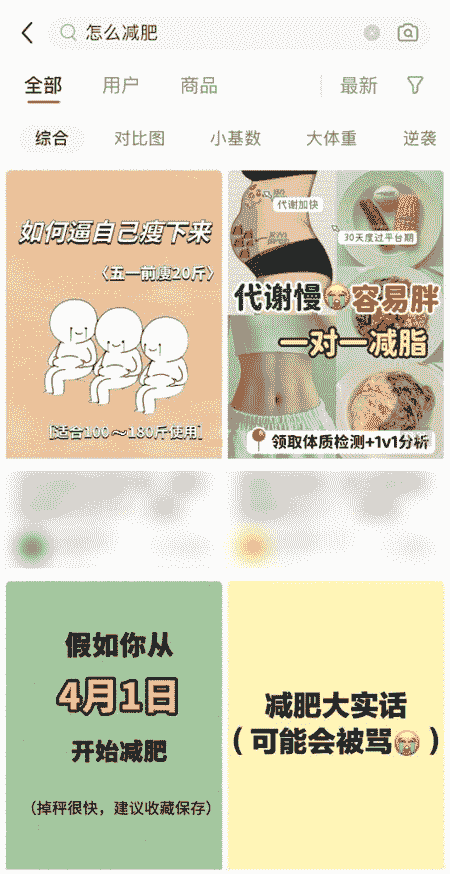 怎么减肥
全部 用户 商品 最新
综合 对比图 小基数 大体重 逆袭
如何逼自己瘦下来
〈五一前瘦20斤〉
[适合100～180斤使用]
代谢加快
30天度过平台期
代谢慢😭容易胖
一对一减脂
📍领取体质检测+1v1分析
假如你从
4月1日
开始减肥
（掉秤很快，建议收藏保存）
减肥大实话
（可能会被骂😭）